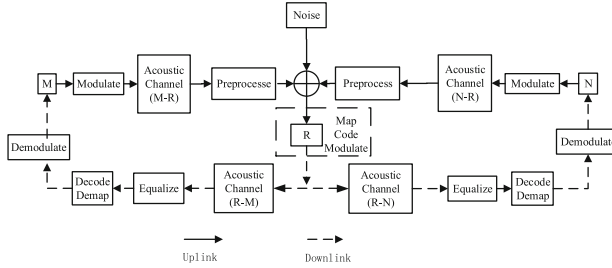 Noise
M
Modulate
Acoustic
Channel
(M-R)
Preprocesse
Preprocess
Acoustic
Channel
(N-R)
Modulate
N
R
Map
Code
Modulate
Demodulate
Demodulate
Decode
Demap
Equalize
Acoustic
Channel
(R-M)
Acoustic
Channel
(R-N)
Equalize
Decode
Demap
Uplink
Downlink